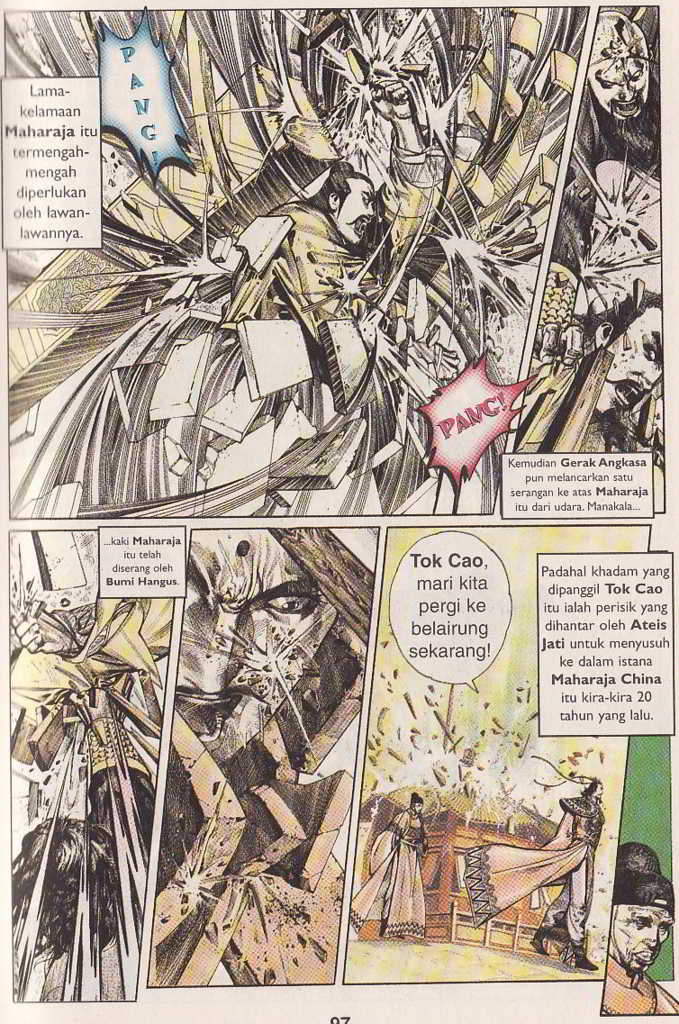 PANG!
Lama-
kelamaan
Maharaja itu
termengah-
mengah
diperlukan
oleh lawan-
lawannya.
PANG!
Kemudian Gerak Angkasa
pun melancarkan satu
serangan ke atas Maharaja
itu dari udara. Manakala...
...kaki Maharaja
itu telah
diserang oleh
Bumi Hangus.
Tok Cao,
mari kita
pergi ke
belairung
sekarang!
Padahal khadam yang
dipanggil Tok Cao
itu ialah perisik yang
dihantar oleh Ateis
Jati untuk menyusuh
ke dalam istana
Maharaja China
itu kira-kira 20
tahun yang lalu.
97